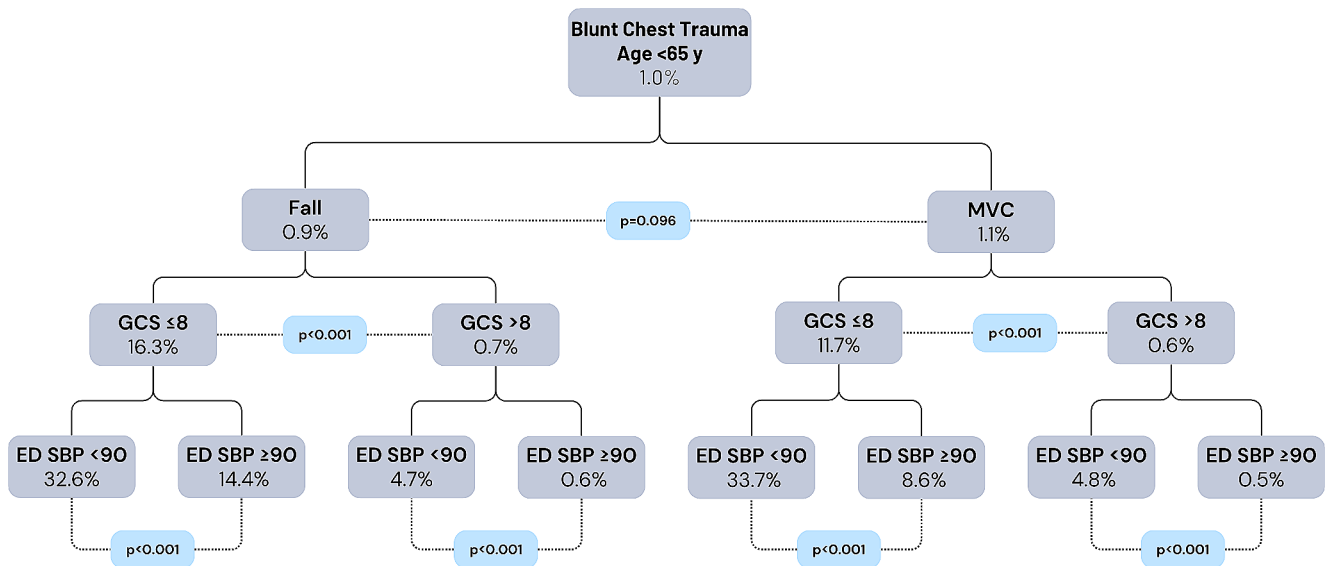 Blunt Chest Trauma
Age <65 y
1.0%
Fall
0.9%
p=0.096
MVC
1.1%
GCS ≤8
16.3%
p<0.001
GCS >8
0.7%
GCS ≤8
11.7%
p<0.001
GCS >8
0.6%
ED SBP <90
32.6%
ED SBP ≥90
14.4%
ED SBP <90
4.7%
ED SBP ≥90
0.6%
ED SBP <90
33.7%
ED SBP ≥90
8.6%
ED SBP <90
4.8%
ED SBP ≥90
0.5%
p<0.001
p<0.001
p<0.001
p<0.001